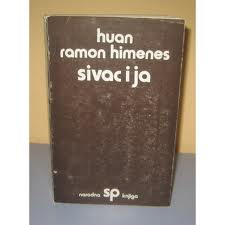 huan
ramon himenes
sivac i ja
narodna sp knjiga